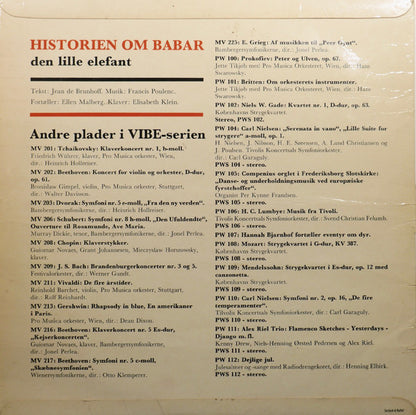 HISTORIEN OM BABAR
den lille elefant
Tekst: Jean de Brunhoff. Musik: Francis Poulenc.
Fortæller: Ellen Malberg. Klaver: Elisabeth Klein.
Andre plader i VIBE-serien
MV 201: Tchaikovsky: Klaverkoncert nr. 1, b-moll.
Friedrich Wührer, klaver, Pro Musica orkester, Wien,
dir.: Heinrich Hollreiser.
MV 202: Beethoven: Koncert for violin og orkester, D-dur,
op. 61.
Bronislav Gimpel, violin, Pro Musica orkester, Stuttgart,
dir.: Walter Davisson.
MV 203: Dvorak: Symfoni nr. 5 e-moll, „Fra den ny verden".
Bambergersymfonikerne, dir.: Heinrich Hollreiser.
MV 206: Schubert: Symfoni nr. 8 h-moll, „Den Ufuldendte",
Ouverture til Rosamunde, Ave Maria.
Murray Dickie, tenor, Bambergersymfonikerne, dir.: Jonel
Perlea.
MV 208: Chopin: Klaverstykker.
Guiomar Novaes, Grant Johannesen, Mieczyslaw Horszowsky,
klaver.
MV 209: J. S. Bach: Brandenburgerkoncerter nr. 3 og 5.
Festivalorkestret, dir.: Werner Gundt.
MV 211: Vivaldi: De fire årstider.
Reinhold Barchet, violin, Pro Musica orkestret, Stuttgart,
dir.: Rolf Reinhardt.
MV 213: Gershwin: Rhapsody in blue, En amerikaner
i Paris.
Pro Musica orkester, Wien, dir.: Dean Dixon.
MV 216: Beethoven: Klaverkoncert nr. 5 Es-dur,
„Kejserkoncerten".
Guiomar Novaes, klaver, Bambergersymfonikerne, dir.:
Jonel Perlea.
MV 217: Beethoven: Symfoni nr. 5 c-moll,
„Skæbnesymfonien".
Wienersymfonikerne, dir.: Otto Klemperer.
MV 225: E. Grieg: Af musikken til „Peer Gynt".
Bambergersymfonikerne, dir.: Jonel Perlea.
PW 100: Prokofiev: Peter og Ulven, op. 67.
Jette Tikjøb med Pro Musica Orkesteret, Wien, dir.: Hans
Swarowsky.
PW 101: Britten: Om orkesterets instrumenter.
Jette Tikjøb med Pro Musica Orkesteret, Wien, dir.: Hans
Swarowsky.
PW 102: Niels W. Gade: Kvartet nr. 1, D-dur, op. 63.
Københavns Strygekvartet.
Stereo, PWS 102.
PW 104: Carl Nielsen: „Serenata in vano", „Lille Suite for
strygere" a-moll, op. 1.
H. Nielsen, J. Nilsson, H. E. Sørensen, A. Lund Christiansen og
J. Poulsen. Tivoli Koncertsals Symfoniorkester,
dir.: Carl Garaguly.
PWS 104 - stereo.
PW 105: Compenius orglet i Frederiksborg Slotskirke:
„Danse- og underholdningsmusik ved europæiske
fyrstehoffer".
Organist Per Kynne Frandsen.
PWS 105 - stereo.
PW 106: H. C. Lumbye: Musik fra Tivoli.
Tivoli Koncertsals Symfoniorkester, dir.: Svend Christian Felumb.
PWS 106 - stereo.
PW 107: Hannah Bjarnhof fortæller eventyr om dyr.
PW 108: Mozart: Strygekvartet i G-dur, KV 387.
Københavns Strygekvartet.
PWS 108 - stereo.
PW 109: Mendelssohn: Strygekvartet i Es-dur, op. 12 med
canzonetta.
Københavns Strygekvartet.
PWS 109 - stereo.
PW 110: Carl Nielsen: Symfoni nr. 2, op. 16, „De fire
temperamenter".
Tivolis Koncertsals Symfoniorkester, dir.: Carl Garaguly.
PWS 110 - stereo.
PW 111: Alex Riel Trio: Flamenco Sketches - Yesterdays -
Django m. fl.
Kenny Drew, Niels-Henning Ørsted Pedersen og Alex Riel.
PWS 111 - stereo.
PW 112: Dejlige jul.
Julesalmer og -sange med Radiodrengekoret, dir.: Henning Elbirk.
PWS 112 - stereo.